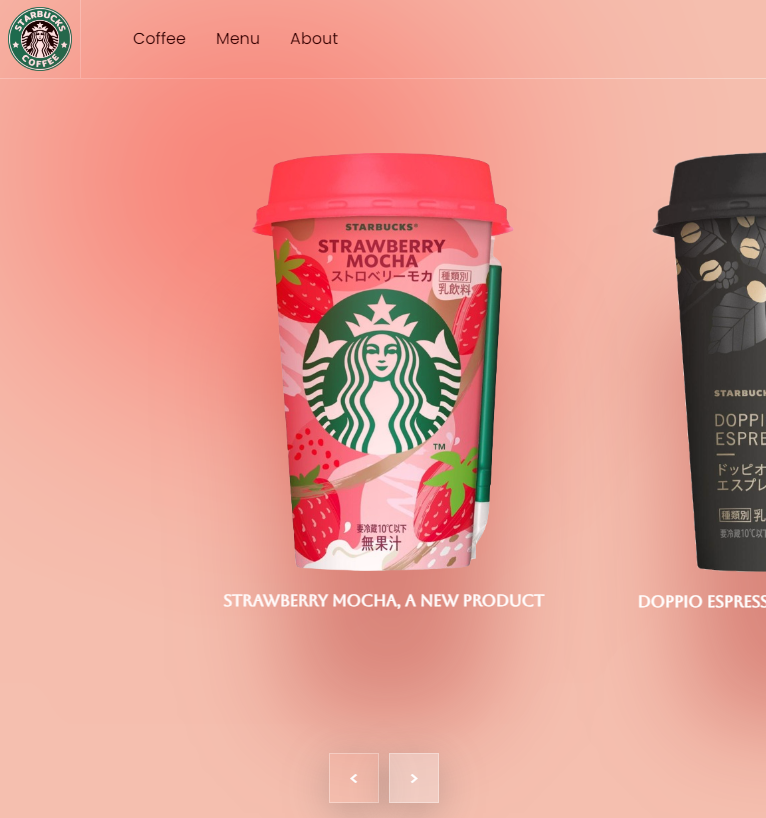 STARBUCKS
COFFEE
Coffee
Menu
About
STARBUCKS®
STRAWBERRY
MOCHA
ストロベリーモカ
種類別
乳飲料
TM
要冷蔵10℃以下
無果汁
STRAWBERRY MOCHA, A NEW PRODUCT
STARBUC
DOPPI
ESPRE
ドッピオ
エスプレ
種類別 乳
要冷蔵10℃以
DOPPIO ESPRESS
<
>